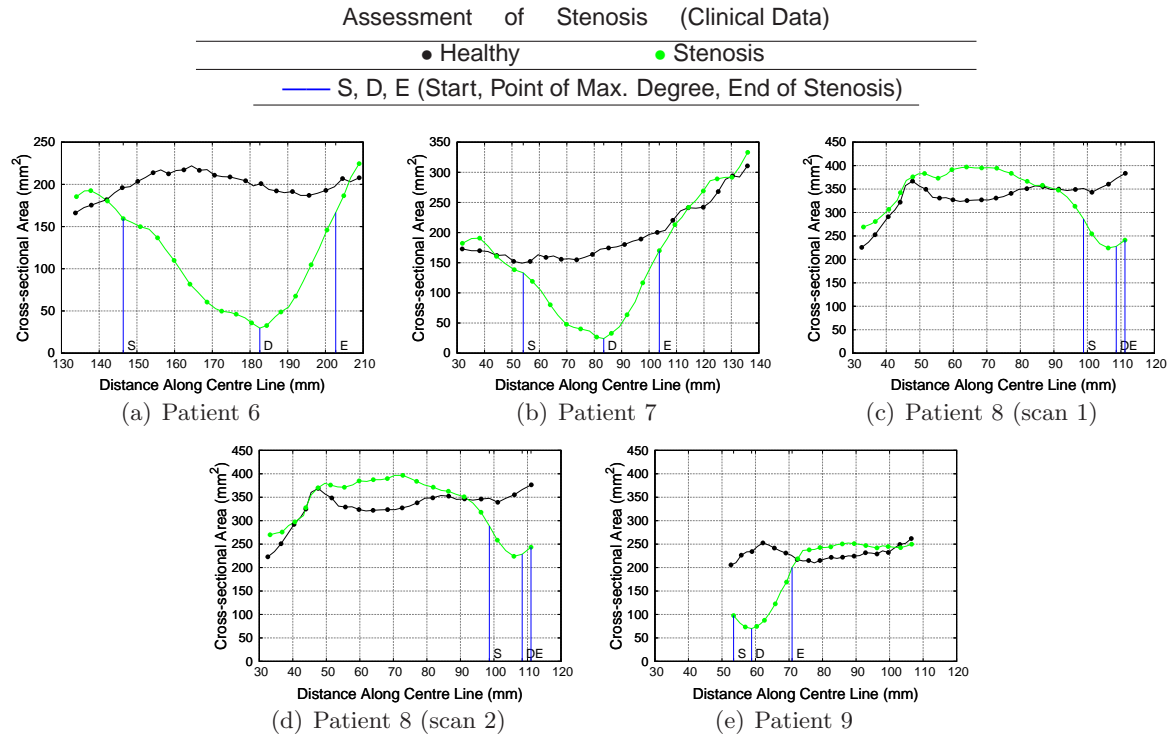 Assessment of Stenosis (Clinical Data)
Healthy Stenosis
S, D, E (Start, Point of Max. Degree, End of Stenosis)
Cross-sectional Area (mm²)
250
200
150
100
50
0
S D E
130 140 150 160 170 180 190 200 210
Distance Along Centre Line (mm)
(a) Patient 6
Cross-sectional Area (mm²)
350
300
250
200
150
100
50
0
S D E
30 40 50 60 70 80 90 100 110 120 130 140
Distance Along Centre Line (mm)
(b) Patient 7
Cross-sectional Area (mm²)
450
400
350
300
250
200
150
100
50
0
S D E
30 40 50 60 70 80 90 100 110 120
Distance Along Centre Line (mm)
(c) Patient 8 (scan 1)
Cross-sectional Area (mm²)
450
400
350
300
250
200
150
100
50
0
S D E
30 40 50 60 70 80 90 100 110 120
Distance Along Centre Line (mm)
(d) Patient 8 (scan 2)
Cross-sectional Area (mm²)
450
400
350
300
250
200
150
100
50
0
S D E
40 50 60 70 80 90 100 110 120
Distance Along Centre Line (mm)
(e) Patient 9